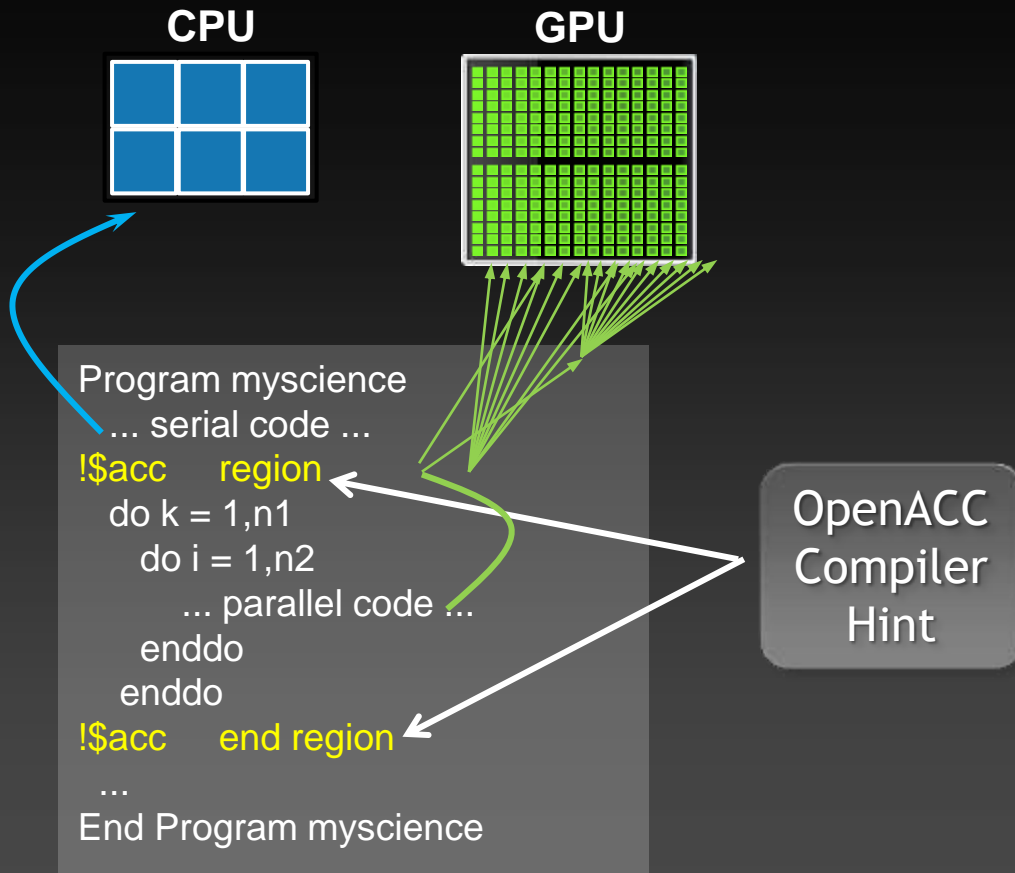 CPU
GPU
Program myscience
... serial code ...
!$acc region
do k = 1,n1
do i = 1,n2
... parallel code ...
enddo
enddo
!$acc end region
...
End Program myscience
OpenACC
Compiler
Hint